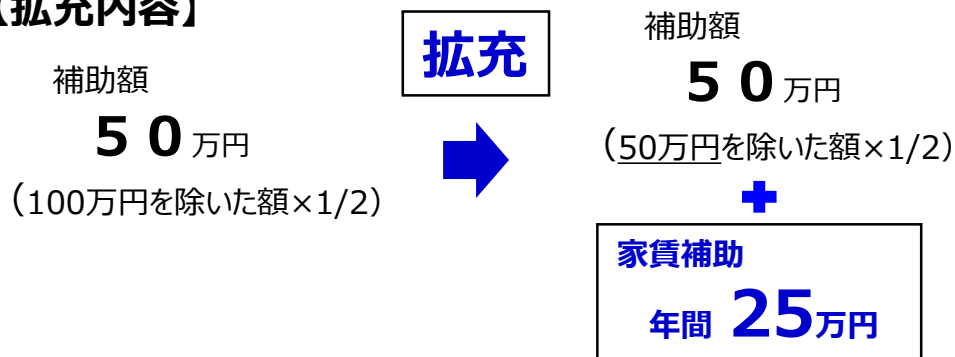 【拡充内容】
補助額
５０万円
（100万円を除いた額×1/2）
拡充
補助額
５０万円
（50万円を除いた額×1/2）
家賃補助
年間 25万円